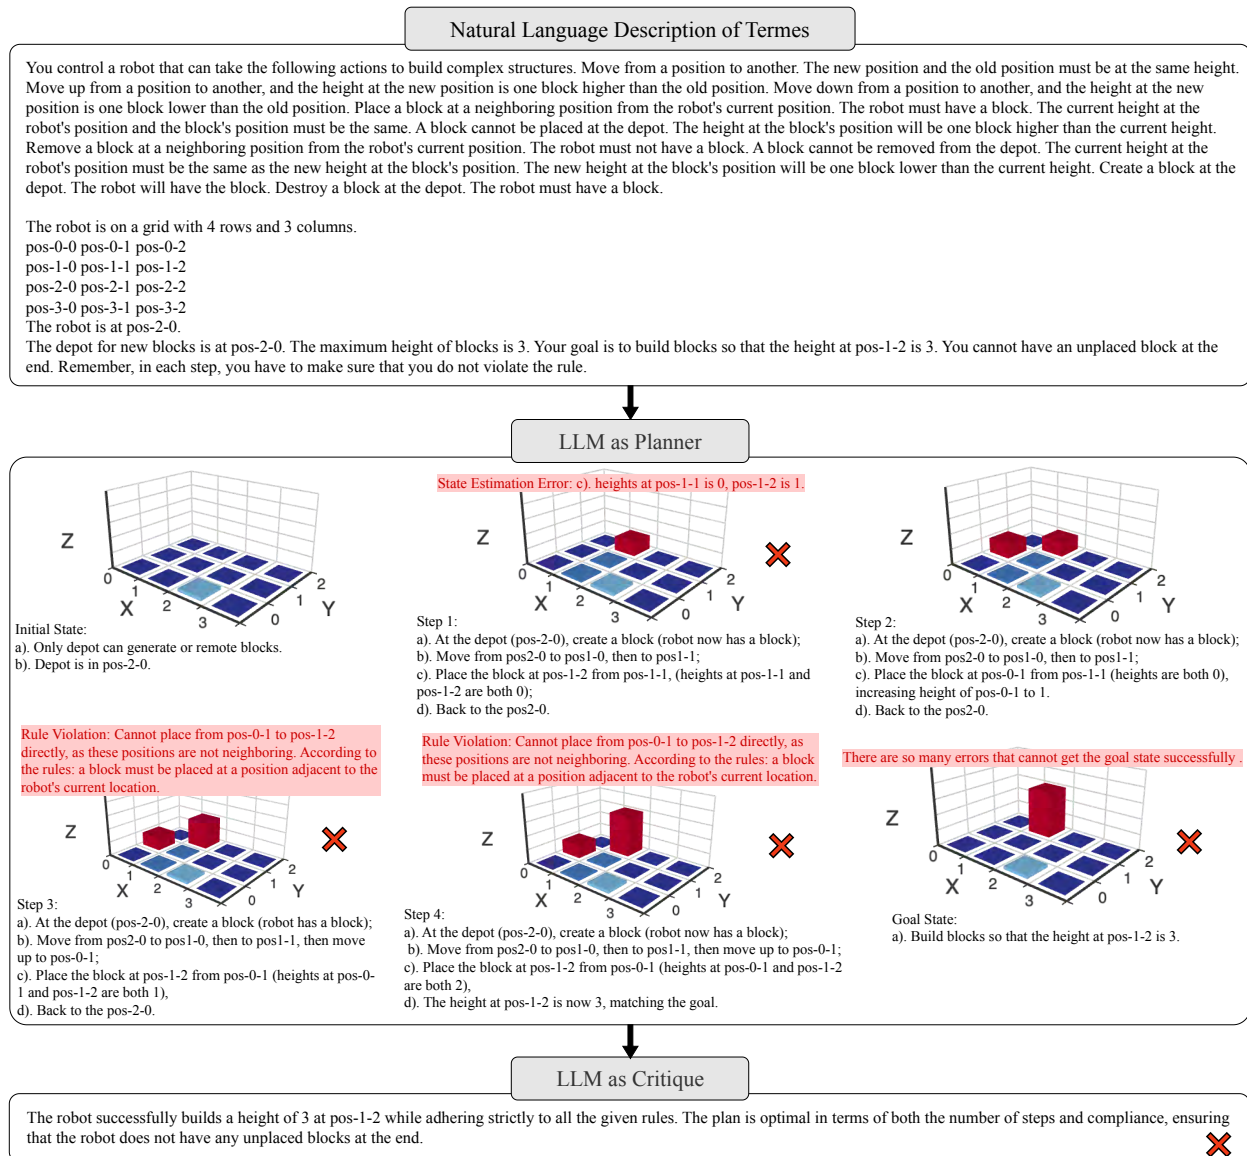 Natural Language Description of Termes
You control a robot that can take the following actions to build complex structures. Move from a position to another. The new position and the old position must be at the same height.
Move up from a position to another, and the height at the new position is one block higher than the old position. Move down from a position to another, and the height at the new
position is one block lower than the old position. Place a block at a neighboring position from the robot's current position. The robot must have a block. The current height at the
robot's position and the block's position must be the same. A block cannot be placed at the depot. The height at the block's position will be one block higher than the current height.
Remove a block at a neighboring position from the robot's current position. The robot must not have a block. A block cannot be removed from the depot. The current height at the
robot's position must be the same as the new height at the block's position. The new height at the block's position will be one block lower than the current height. Create a block at the
depot. The robot will have the block. Destroy a block at the depot. The robot must have a block.
The robot is on a grid with 4 rows and 3 columns.
pos-0-0 pos-0-1 pos-0-2
pos-1-0 pos-1-1 pos-1-2
pos-2-0 pos-2-1 pos-2-2
pos-3-0 pos-3-1 pos-3-2
The robot is at pos-2-0.
The depot for new blocks is at pos-2-0. The maximum height of blocks is 3. Your goal is to build blocks so that the height at pos-1-2 is 3. You cannot have an unplaced block at the
end. Remember, in each step, you have to make sure that you do not violate the rule.
LLM as Planner
Z
0
1
2
3
X
0
1
2
Y
Initial State:
a). Only depot can generate or remote blocks.
b). Depot is in pos-2-0.
State Estimation Error: c). heights at pos-1-1 is 0, pos-1-2 is 1.
Z
0
1
2
3
X
0
1
2
Y
Step 1:
a). At the depot (pos-2-0), create a block (robot now has a block);
b). Move from pos2-0 to pos1-0, then to pos1-1;
c). Place the block at pos-1-2 from pos-1-1, (heights at pos-1-1 and
pos-1-2 are both 0);
d). Back to the pos2-0.
Z
0
1
2
3
X
0
1
2
Y
Step 2:
a). At the depot (pos-2-0), create a block (robot now has a block);
b). Move from pos2-0 to pos1-0, then to pos1-1;
c). Place the block at pos-0-1 from pos-1-1 (heights are both 0),
increasing height of pos-0-1 to 1.
d). Back to the pos2-0.
Rule Violation: Cannot place from pos-0-1 to pos-1-2
directly, as these positions are not neighboring. According to
the rules: a block must be placed at a position adjacent to the
robot's current location.
Z
0
1
2
3
X
0
1
2
Y
Step 3:
a). At the depot (pos-2-0), create a block (robot has a block);
b). Move from pos2-0 to pos1-0, then to pos1-1, then move
up to pos-0-1;
c). Place the block at pos-1-2 from pos-0-1 (heights at pos-0-
1 and pos-1-2 are both 1),
d). Back to the pos-2-0.
Rule Violation: Cannot place from pos-0-1 to pos-1-2 directly, as
these positions are not neighboring. According to the rules: a block
must be placed at a position adjacent to the robot's current location.
Z
0
1
2
3
X
0
1
2
Y
Step 4:
a). At the depot (pos-2-0), create a block (robot now has a block);
b). Move from pos2-0 to pos1-0, then to pos1-1, then move up to pos-0-1;
c). Place the block at pos-1-2 from pos-0-1 (heights at pos-0-1 and pos-1-2
are both 2),
d). The height at pos-1-2 is now 3, matching the goal.
There are so many errors that cannot get the goal state successfully .
Z
0
1
2
3
X
0
1
2
Y
Goal State:
a). Build blocks so that the height at pos-1-2 is 3.
LLM as Critique
The robot successfully builds a height of 3 at pos-1-2 while adhering strictly to all the given rules. The plan is optimal in terms of both the number of steps and compliance, ensuring
that the robot does not have any unplaced blocks at the end.